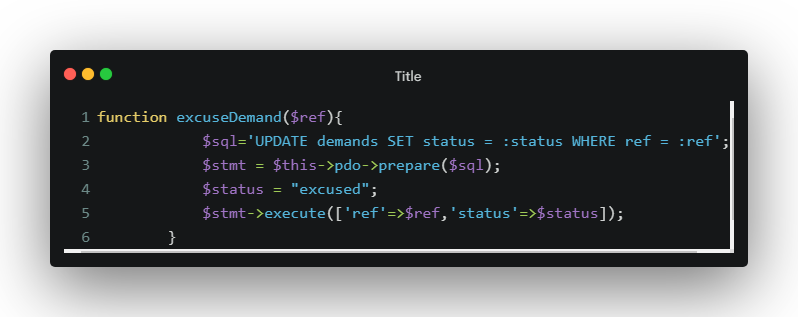 Title
1 function excuseDemand($ref){
2 $sql='UPDATE demands SET status = :status WHERE ref = :ref';
3 $stmt = $this->pdo->prepare($sql);
4 $status = "excused";
5 $stmt->execute(['ref'=>$ref,'status'=>$status]);
6 }